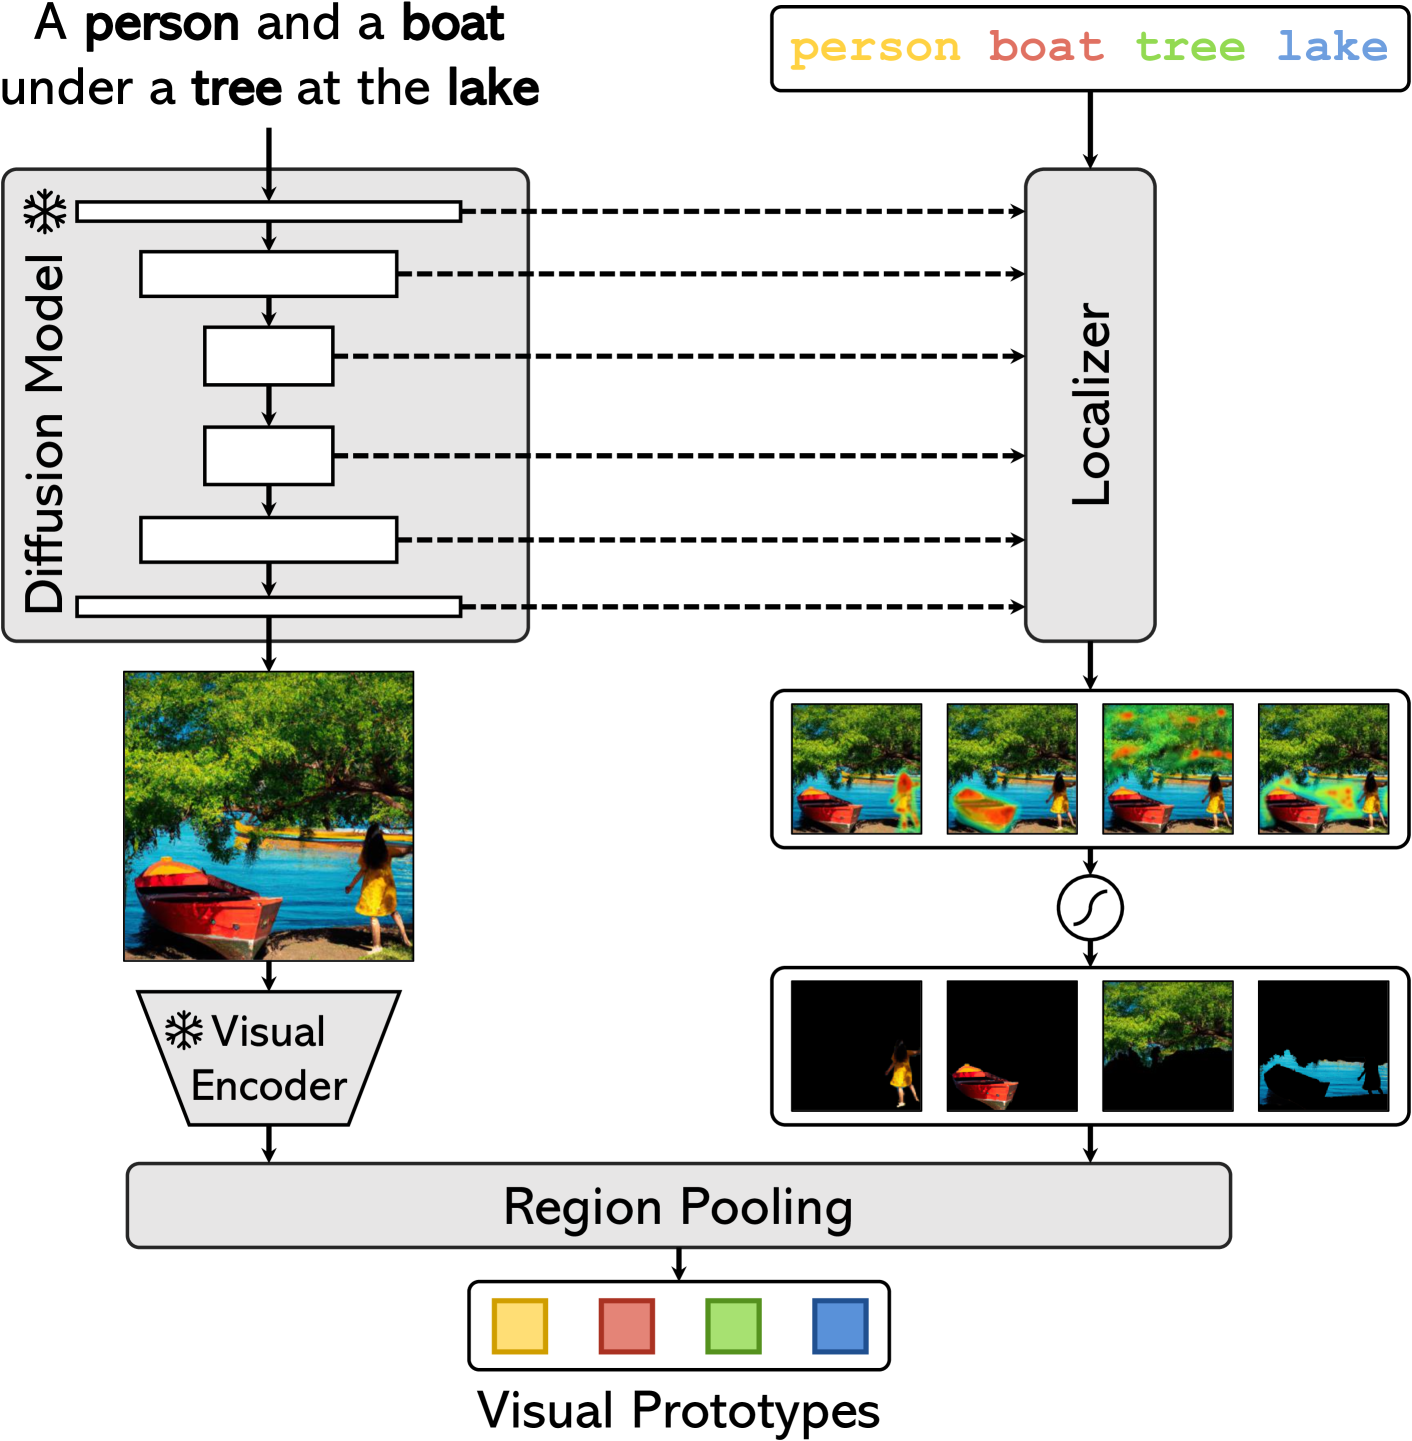 A person and a boat
under a tree at the lake
person boat tree lake
Diffusion Model
Localizer
Visual
Encoder
Region Pooling
Visual Prototypes